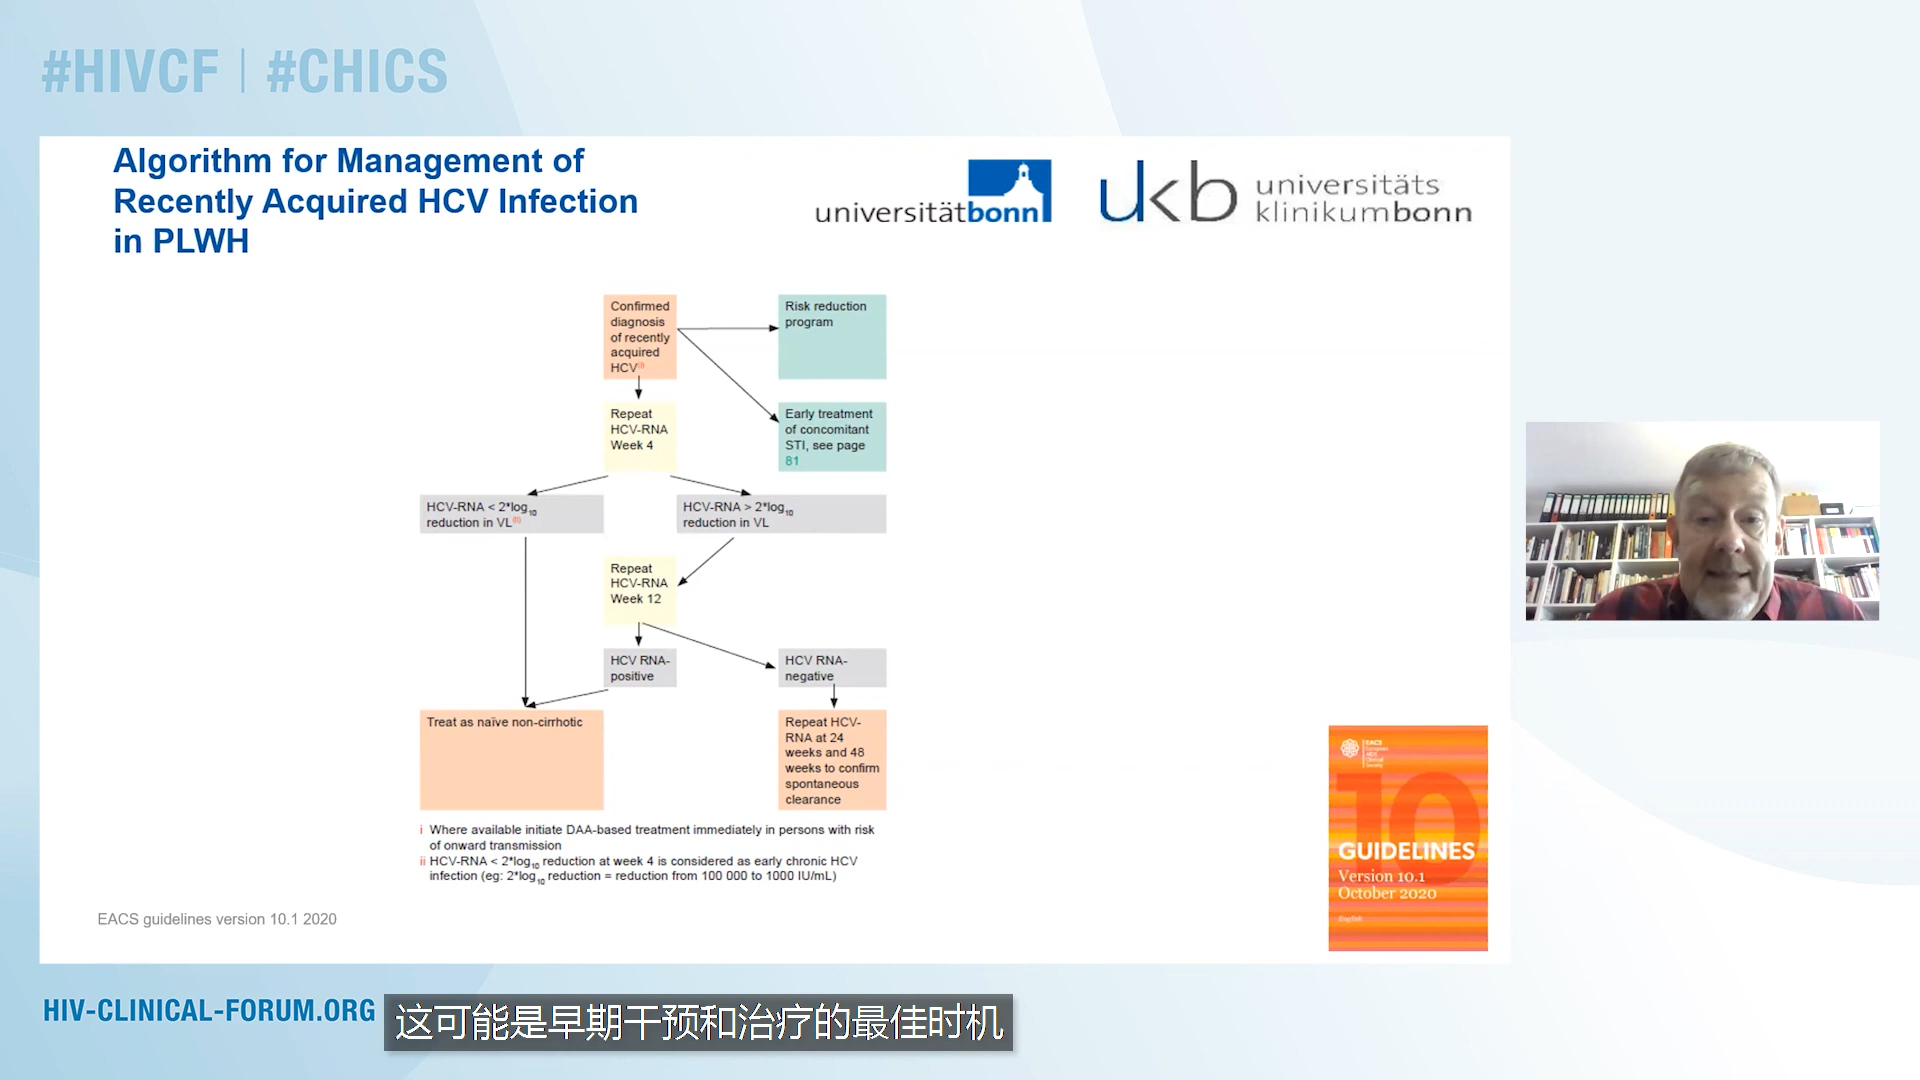 #HIVCF | #CHICS
Algorithm for Management of
Recently Acquired HCV Infection
in PLWH
universitätbonn
ukb universitäts
klinikumbonn
Confirmed
diagnosis
of recently
acquired
HCV(i)
Risk reduction
program
Repeat
HCV-RNA
Week 4
Early treatment
of concomitant
STI, see page
81
HCV-RNA < 2*log10
reduction in VL(ii)
HCV-RNA > 2*log10
reduction in VL
Repeat
HCV-RNA
Week 12
HCV RNA-
positive
HCV RNA-
negative
Treat as naïve non-cirrhotic
Repeat HCV-
RNA at 24
weeks and 48
weeks to confirm
spontaneous
clearance
i Where available initiate DAA-based treatment immediately in persons with risk
of onward transmission
ii HCV-RNA < 2*log10 reduction at week 4 is considered as early chronic HCV
infection (eg: 2*log10 reduction = reduction from 100 000 to 1000 IU/mL)
EACS guidelines version 10.1 2020
EACS
European
AIDS
Clinical
Society
10
GUIDELINES
Version 10.1
October 2020
English
HIV-CLINICAL-FORUM.ORG
这可能是早期干预和治疗的最佳时机